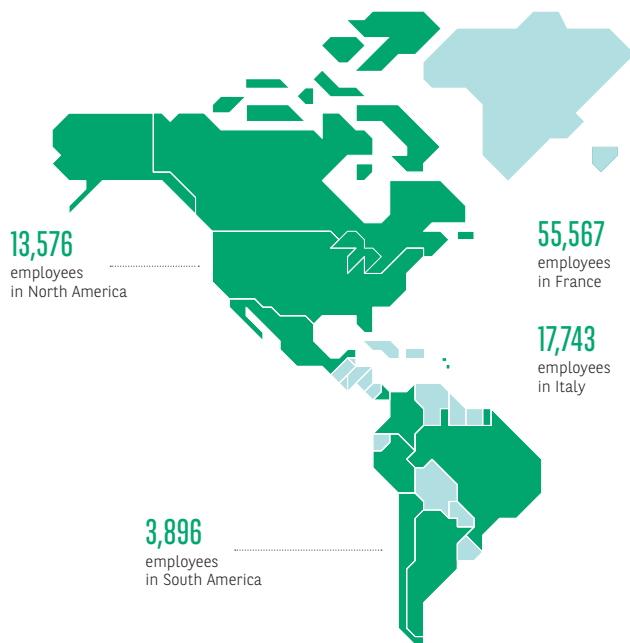 13,576
employees
in North America
55,567
employees
in France
17,743
employees
in Italy
3,896
employees
in South America